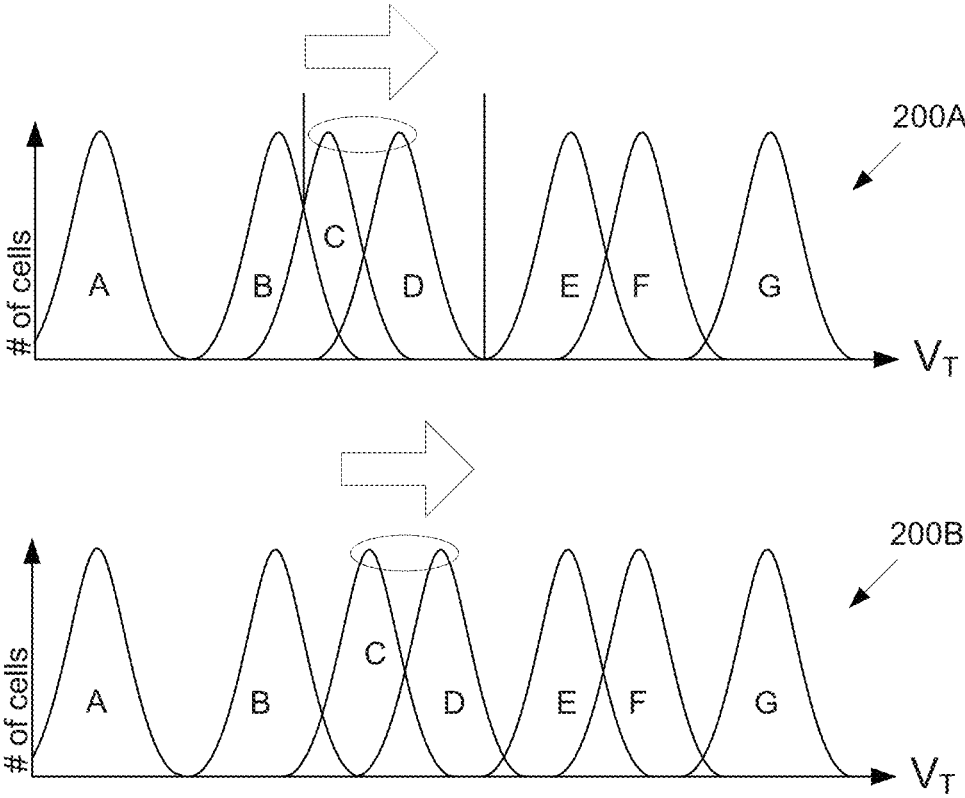 200A
# of cells
A B C D E F G
V_T
200B
# of cells
A B C D E F G
V_T